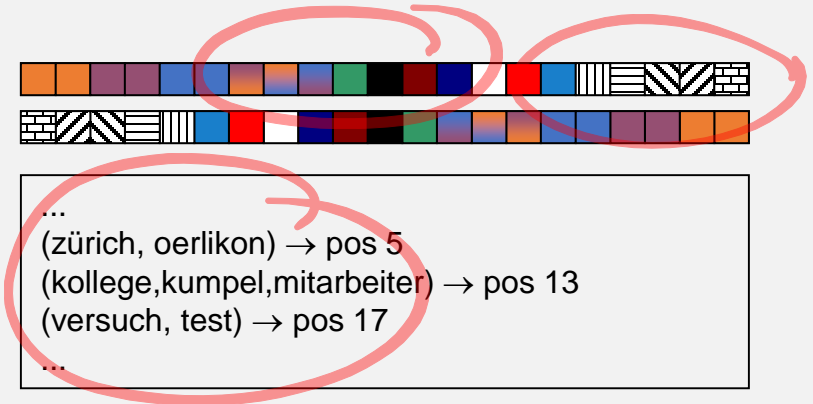 ...
(zürich, oerlikon) → pos 5
(kollege,kumpel,mitarbeiter) → pos 13
(versuch, test) → pos 17
...